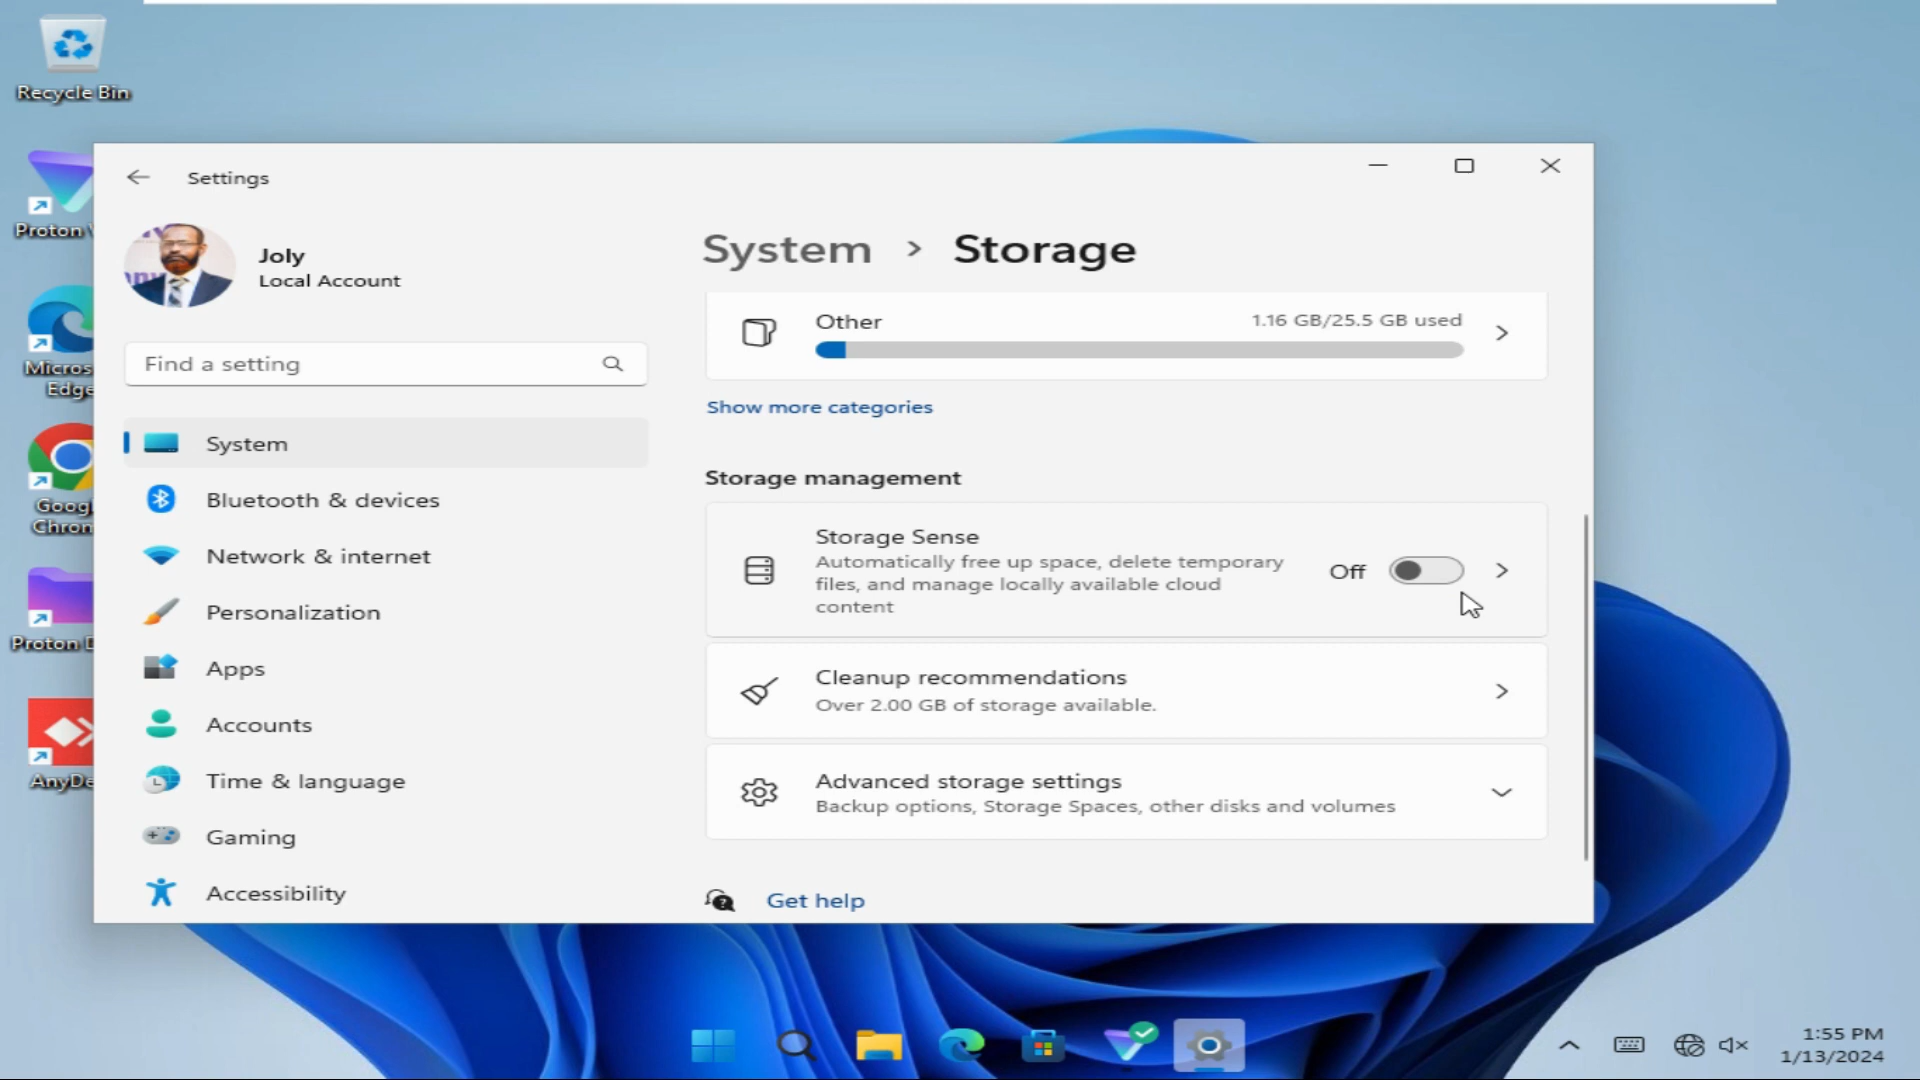 Recycle Bin
Proton
Micros
Edge
Goog
Chrom
Proton D
AnyDe
Settings
Joly
Local Account
Find a setting
System
Bluetooth & devices
Network & internet
Personalization
Apps
Accounts
Time & language
Gaming
Accessibility
System > Storage
Other
1.16 GB/25.5 GB used
Show more categories
Storage management
Storage Sense
Automatically free up space, delete temporary
files, and manage locally available cloud
content
Off
Cleanup recommendations
Over 2.00 GB of storage available.
Advanced storage settings
Backup options, Storage Spaces, other disks and volumes
Get help
1:55 PM
1/13/2024